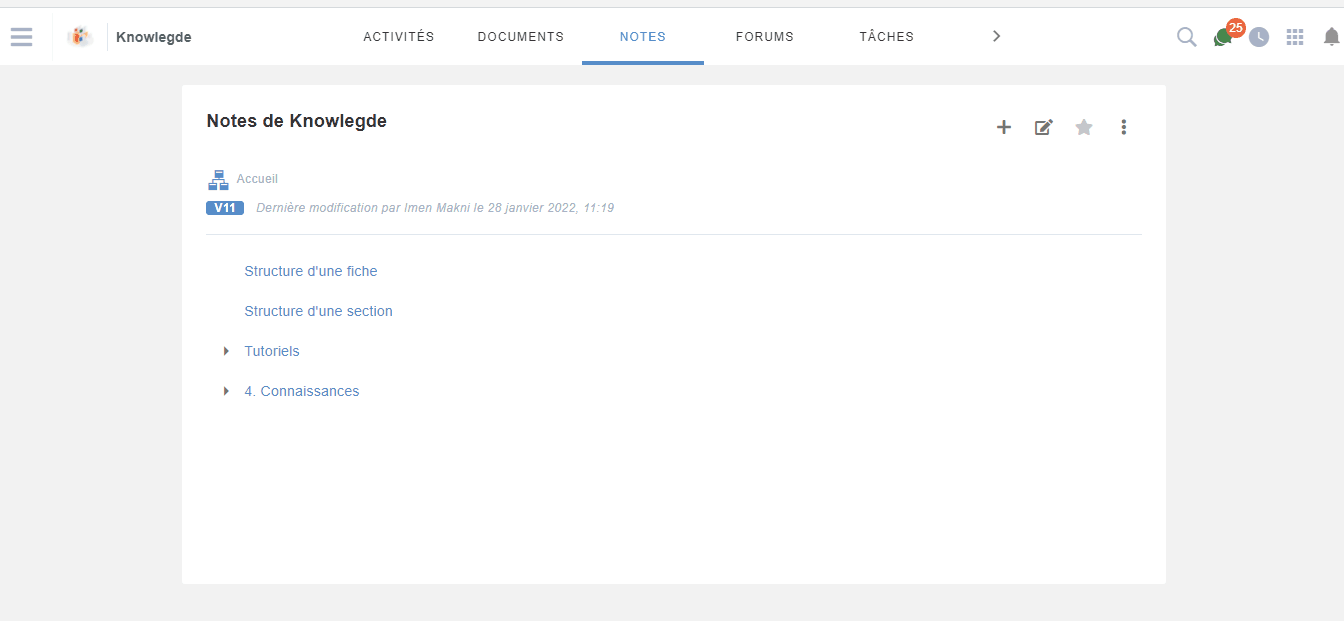 Knowlegde
ACTIVITÉS DOCUMENTS NOTES FORUMS TÂCHES
25
Notes de Knowlegde
Accueil
V11 Dernière modification par Imen Makni le 28 janvier 2022, 11:19
Structure d'une fiche
Structure d'une section
Tutoriels
4. Connaissances